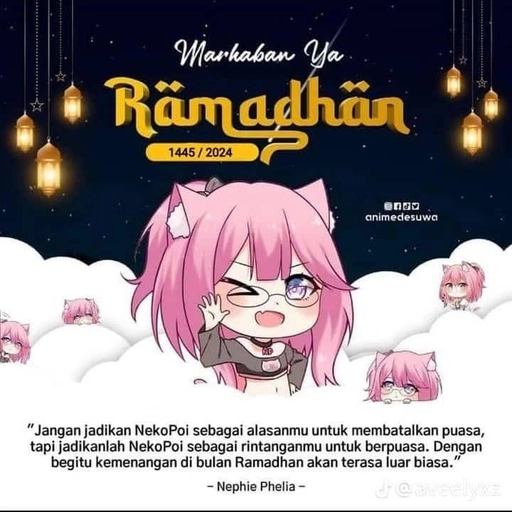 Marhaban Ya
Ramadhan
1445 / 2024
animedesuwa
"Jangan jadikan NekoPoi sebagai alasanmu untuk membatalkan puasa,
tapi jadikanlah NekoPoi sebagai rintanganmu untuk berpuasa. Dengan
begitu kemenangan di bulan Ramadhan akan terasa luar biasa."
- Nephie Phelia -